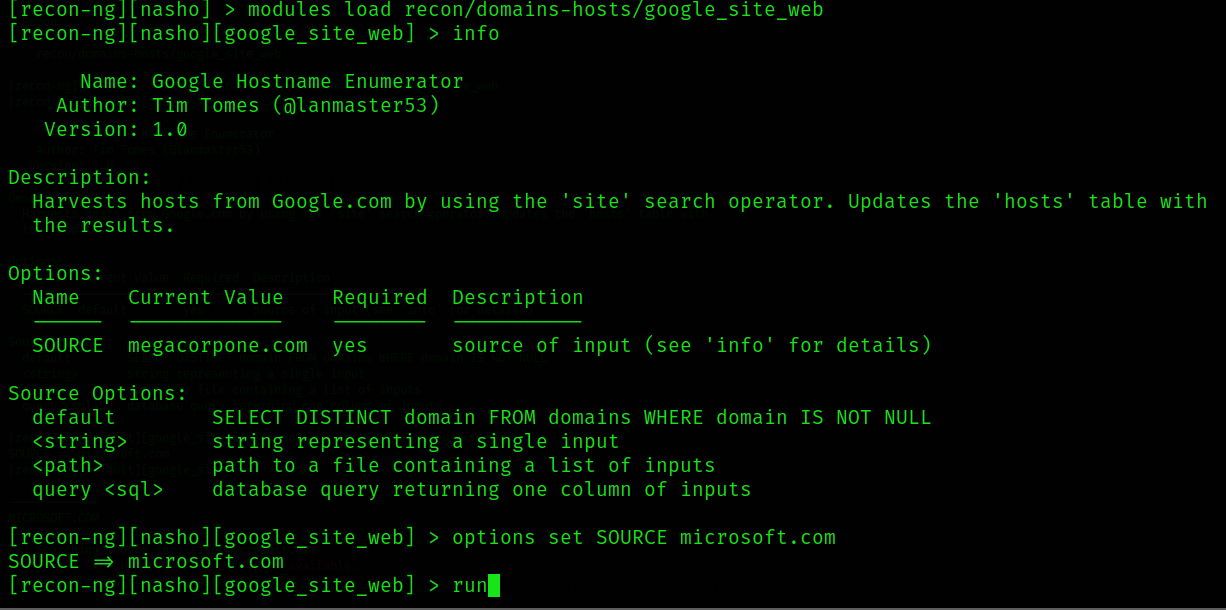 [recon-ng][nasho] > modules load recon/domains-hosts/google_site_web
[recon-ng][nasho][google_site_web] > info
Name: Google Hostname Enumerator
Author: Tim Tomes (@lanmaster53)
Version: 1.0
Description:
Harvests hosts from Google.com by using the 'site' search operator. Updates the 'hosts' table with
the results.
Options:
Name Current Value Required Description
SOURCE megacorpone.com yes source of input (see 'info' for details)
Source Options:
default SELECT DISTINCT domain FROM domains WHERE domain IS NOT NULL
<string> string representing a single input
<path> path to a file containing a list of inputs
query <sql> database query returning one column of inputs
[recon-ng][nasho][google_site_web] > options set SOURCE microsoft.com
SOURCE => microsoft.com
[recon-ng][nasho][google_site_web] > run